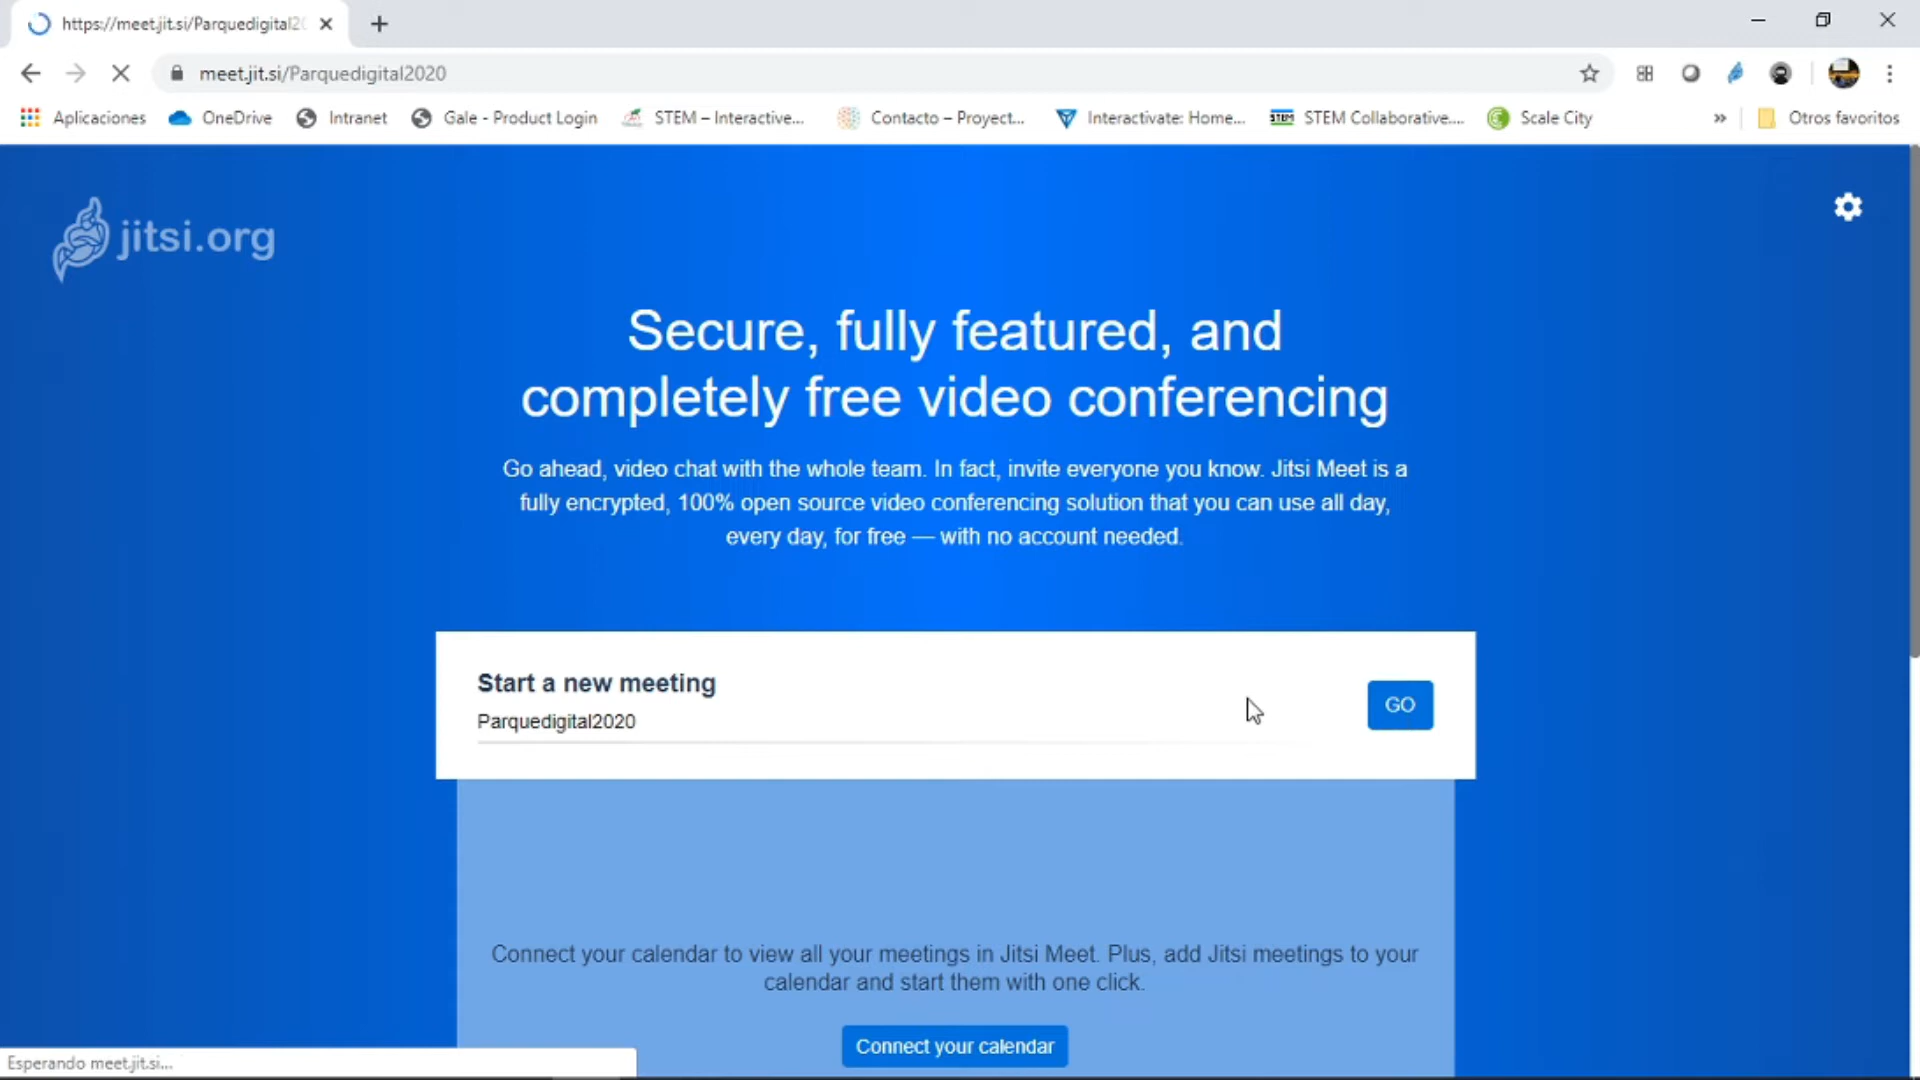 https://meet.jit.si/Parquedigital20
meet.jit.si/Parquedigital2020
Aplicaciones OneDrive Intranet Gale - Product Login STEM – Interactive... Contacto – Proyect... Interactivate: Home... STEM Collaborative.... Scale City » Otros favoritos
jitsi.org
Secure, fully featured, and
completely free video conferencing
Go ahead, video chat with the whole team. In fact, invite everyone you know. Jitsi Meet is a
fully encrypted, 100% open source video conferencing solution that you can use all day,
every day, for free — with no account needed.
Start a new meeting
Parquedigital2020
GO
Connect your calendar to view all your meetings in Jitsi Meet. Plus, add Jitsi meetings to your
calendar and start them with one click.
Connect your calendar
Esperando meet.jit.si...